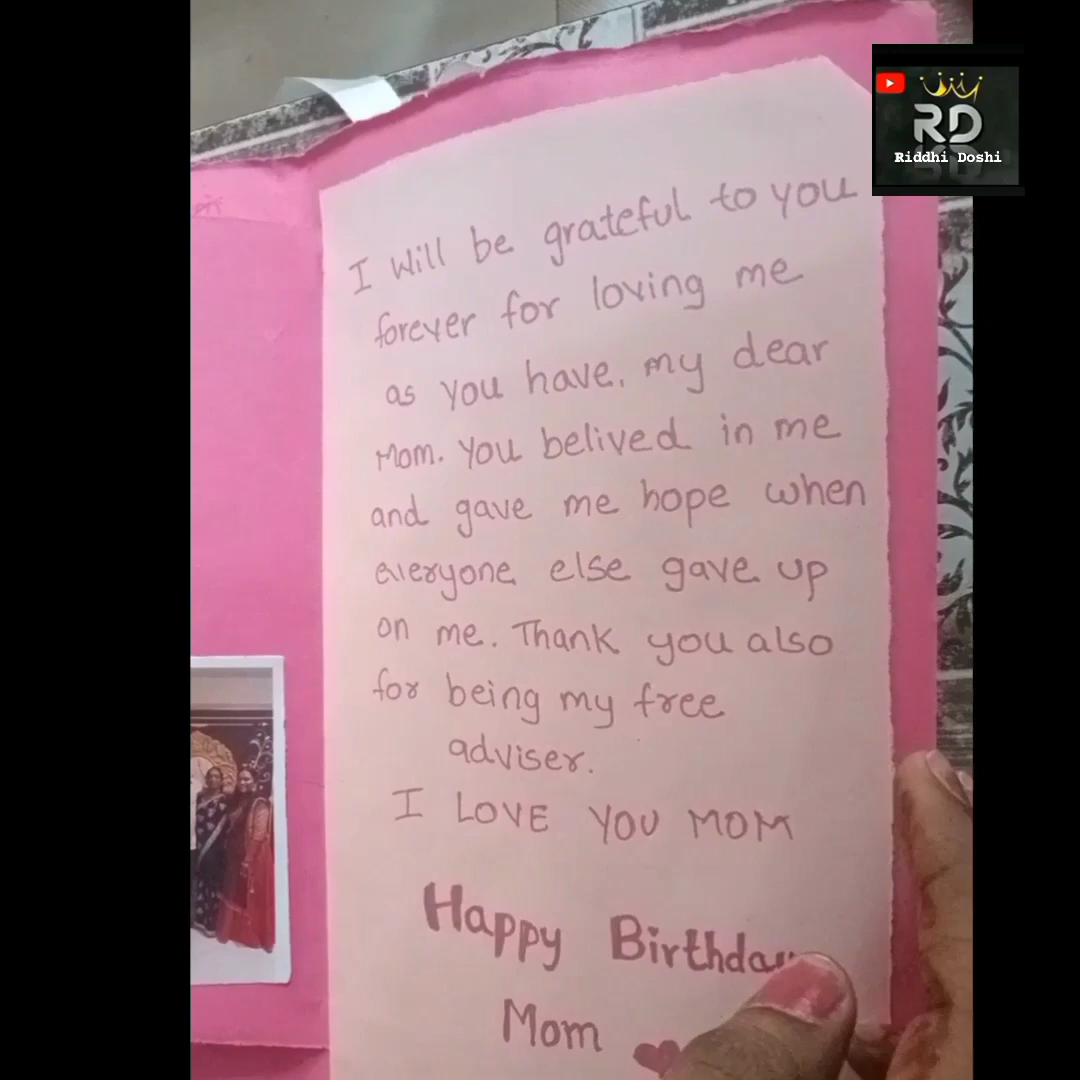 RD
Riddhi Doshi
I will be grateful to you
forever for loving me
as you have, my dear
Mom. You belived in me
and gave me hope when
everyone else gave up
on me. Thank you also
for being my free
adviser.
I LOVE YOU MOM
Happy Birthday
Mom